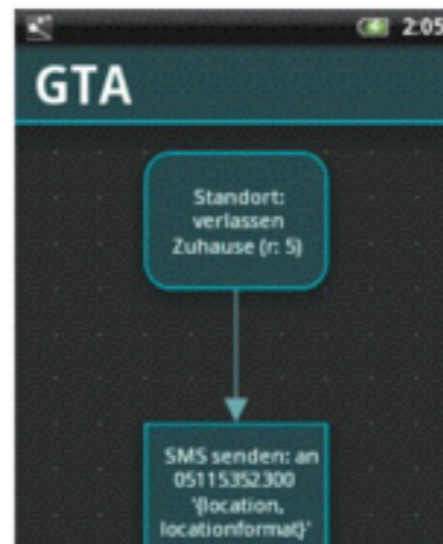 2:05
GTA
Standort:
verlassen
Zuhause (r: 5)
SMS senden: an
05115352300
'{location,
locationformat}'